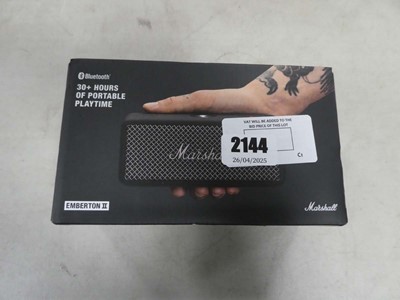 Bluetooth
30+ HOURS
OF PORTABLE
PLAYTIME
VAT WILL BE ADDED TO THE
BID PRICE OF THIS LOT
2144
26/04/2025
C1
Marshall
EMBERTON II
Marshall